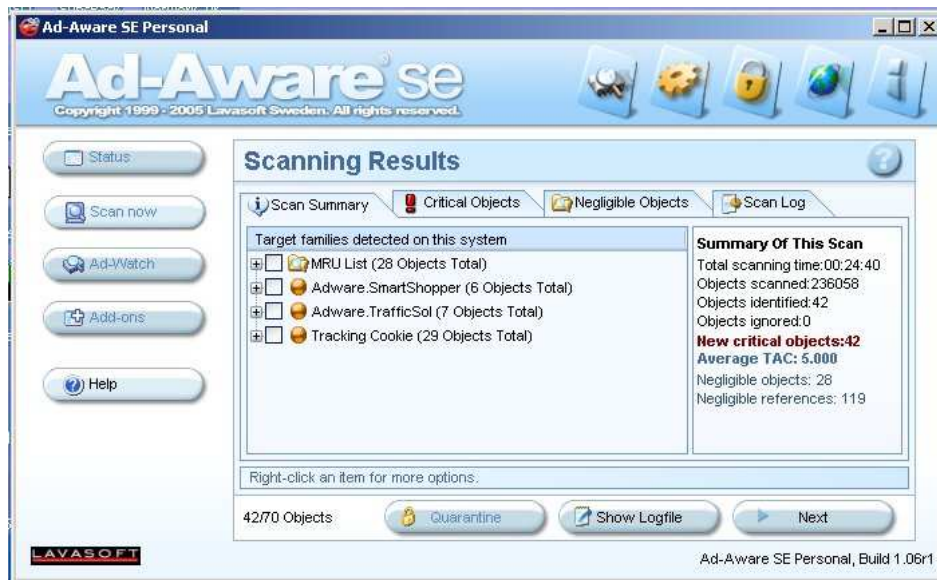 Ad-Aware SE Personal
Ad-Aware se
Copyright 1999 - 2005 Lavasoft Sweden. All rights reserved.
Status
Scan now
Ad-Watch
Add-ons
Help
Scanning Results
Scan Summary
Critical Objects
Negligible Objects
Scan Log
Target families detected on this system
MRU List (28 Objects Total)
Adware.SmartShopper (6 Objects Total)
Adware.TrafficSol (7 Objects Total)
Tracking Cookie (29 Objects Total)
Summary Of This Scan
Total scanning time:00:24:40
Objects scanned:236058
Objects identified:42
Objects ignored:0
New critical objects:42
Average TAC: 5.000
Negligible objects: 28
Negligible references: 119
Right-click an item for more options.
42/70 Objects
Quarantine
Show Logfile
Next
LAVASOFT
Ad-Aware SE Personal, Build 1.06r1